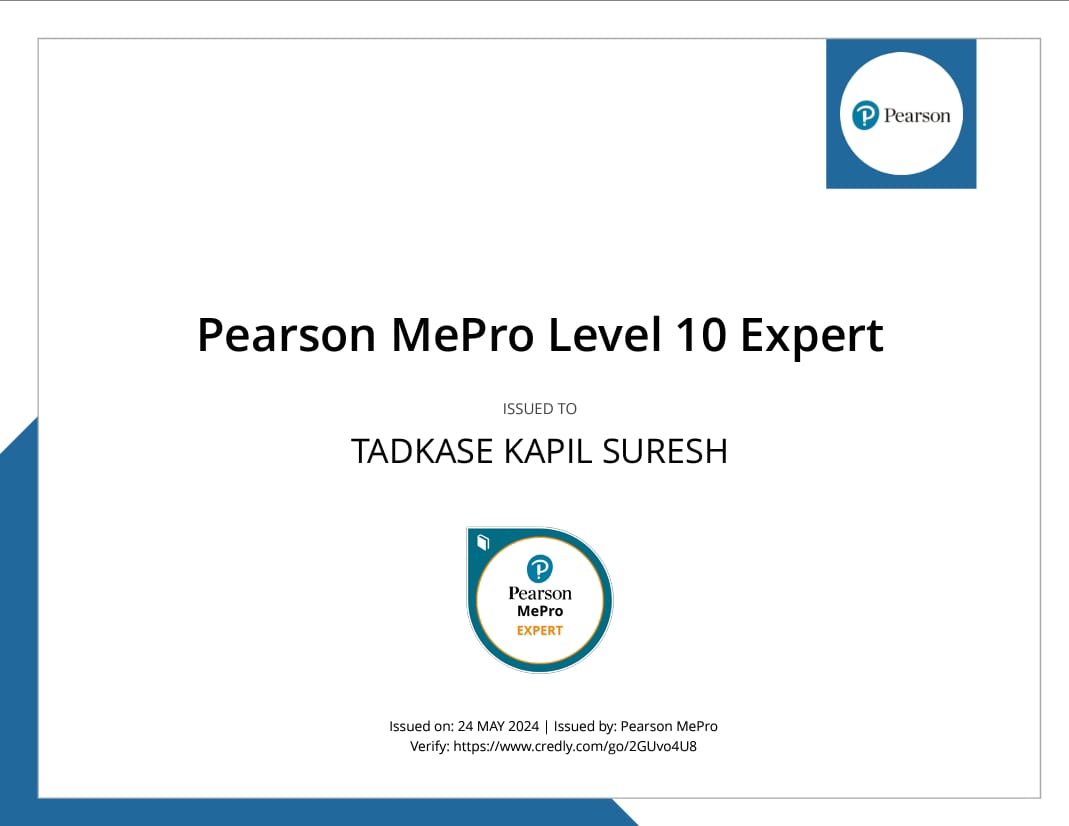 Pearson
Pearson MePro Level 10 Expert
ISSUED TO
TADKASE KAPIL SURESH
Pearson
MePro
EXPERT
Issued on: 24 MAY 2024 | Issued by: Pearson MePro
Verify: https://www.credly.com/go/2GUvo4U8